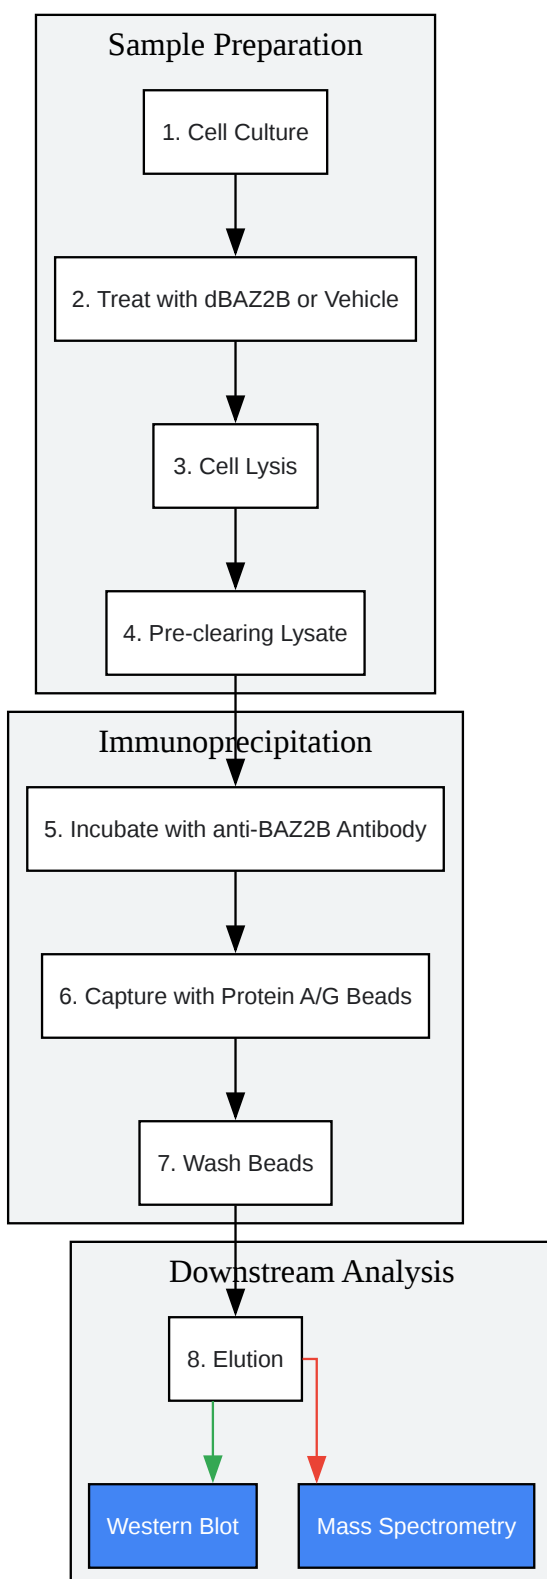 Sample Preparation
1. Cell Culture
2. Treat with dBAZ2B or Vehicle
3. Cell Lysis
4. Pre-clearing Lysate
Immunoprecipitation
5. Incubate with anti-BAZ2B Antibody
6. Capture with Protein A/G Beads
7. Wash Beads
Downstream Analysis
8. Elution
Western Blot
Mass Spectrometry